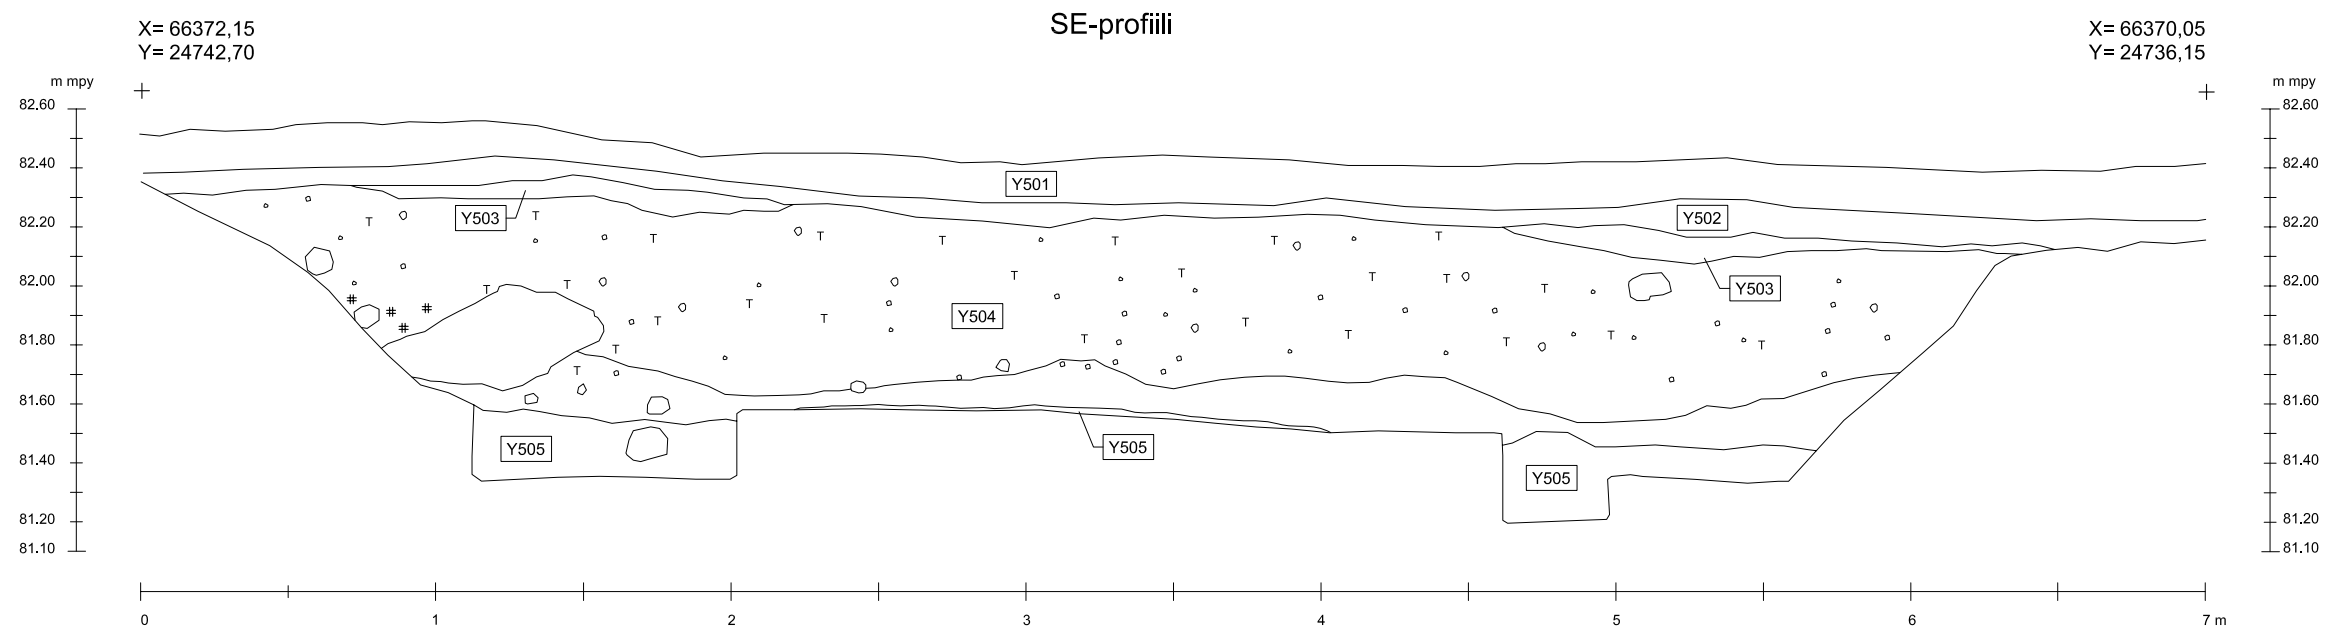 SE-profiili
X= 66372,15
Y= 24742,70
X= 66370,05
Y= 24736,15
m mpy
m mpy
82.60
82.60
82.40
82.40
Y501
82.20
Y503
Y502
82.20
T T T T T T T T T
82.00
T T T T T T T
Y503
82.00
T T T T
Y504
T T T T
81.80
T T T T T
81.80
T
81.60
81.60
Y505
Y505
81.40
Y505
81.40
81.20
81.20
81.10
81.10
0 1 2 3 4 5 6 7 m